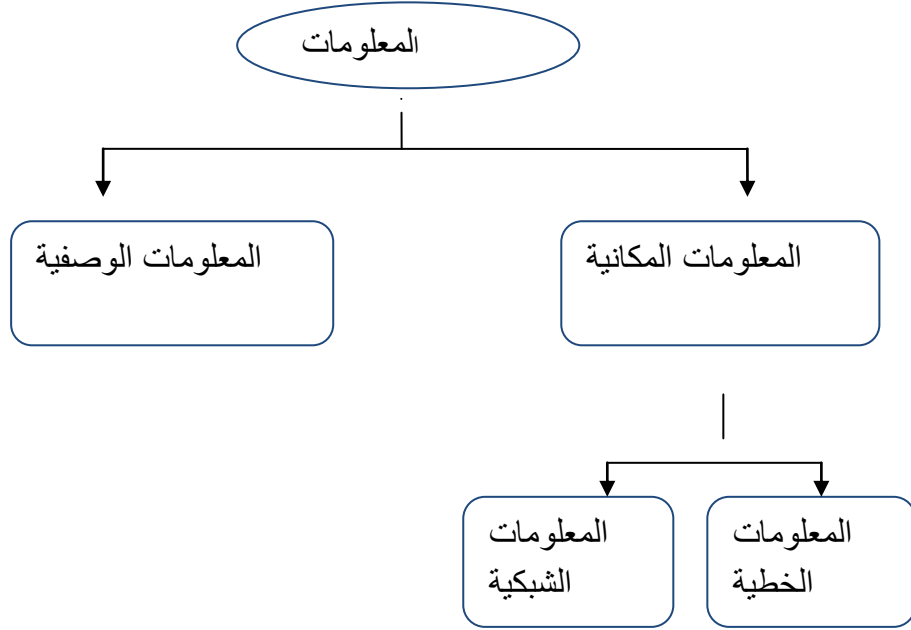 المعلومات
المعلومات المكانية
المعلومات الوصفية
المعلومات
الخطية
المعلومات
الشبكية